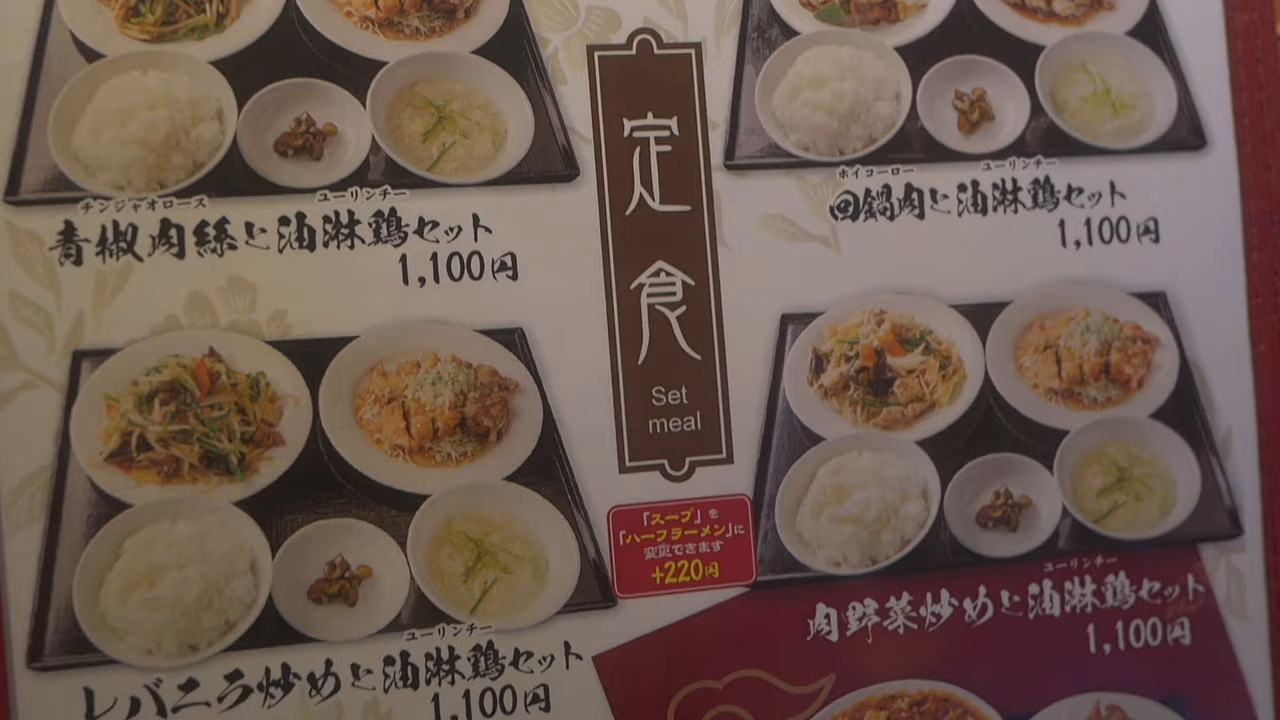 定食
Set
meal
チンジャオロース ユーリンチー
青椒肉絲と油淋鶏セット
1,100円
ホイコーロー ユーリンチー
回鍋肉と油淋鶏セット
1,100円
「スープ」を
「ハーフラーメン」に
変更できます
+220円
ユーリンチー
レバニラ炒めと油淋鶏セット
1,100円
ユーリンチー
肉野菜炒めと油淋鶏セット
1,100円